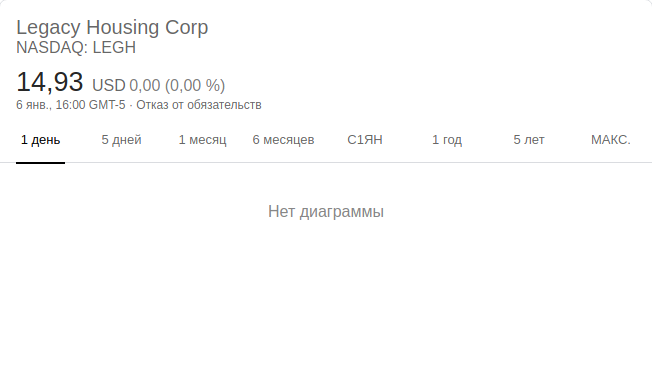 Legacy Housing Corp
NASDAQ: LEGH
14,93 USD 0,00 (0,00 %)
6 янв., 16:00 GMT-5 · Отказ от обязательств
1 день 5 дней 1 месяц 6 месяцев С1ЯН 1 год 5 лет МАКС.
Нет диаграммы